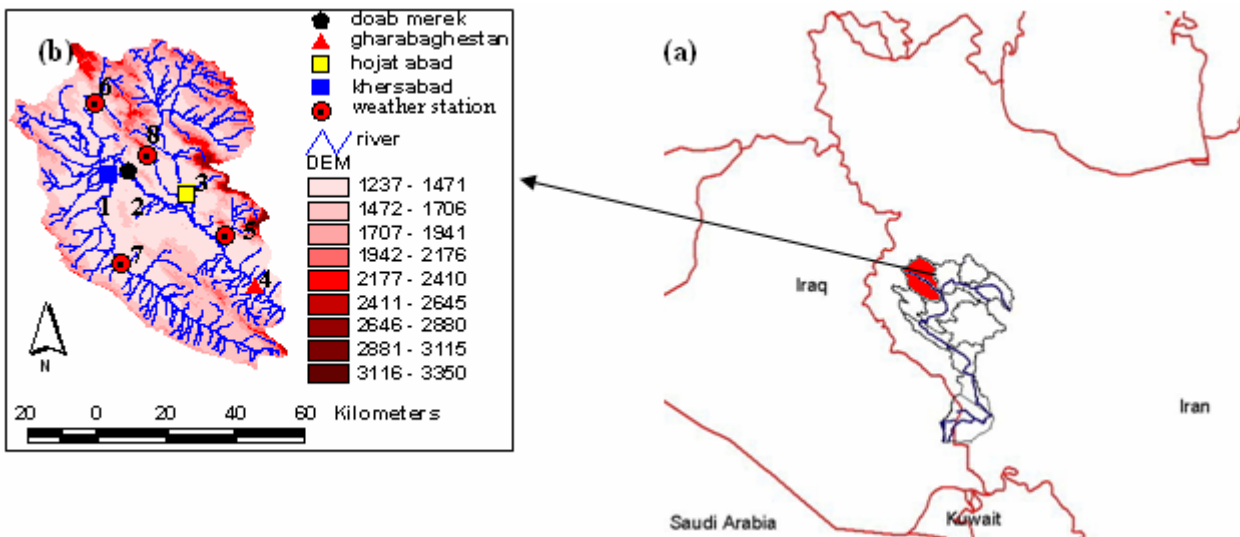 (b)
doab merek
gharabaghestan
hojat abad
khersabad
weather station
river
DEM
1237 - 1471
1472 - 1706
1707 - 1941
1942 - 2176
2177 - 2410
2411 - 2645
2646 - 2880
2881 - 3115
3116 - 3350
6
8
3
1
2
5
7
4
N
20 0 20 40 60 Kilometers
(a)
Iraq
Iran
Saudi Arabia
Kuwait